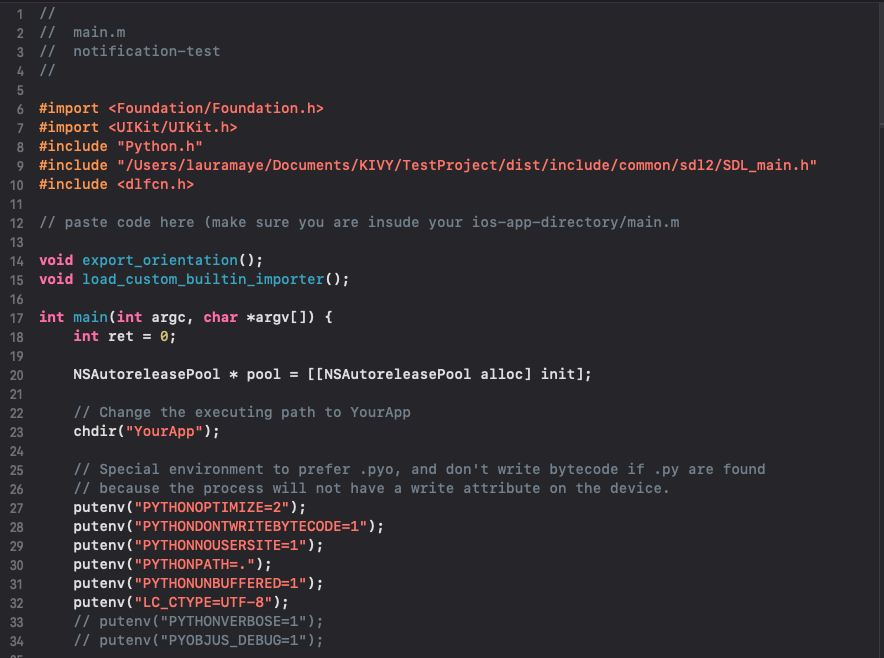 1 //
2 //  main.m
3 //  notification-test
4 //
5
6 #import <Foundation/Foundation.h>
7 #import <UIKit/UIKit.h>
8 #include "Python.h"
9 #include "/Users/lauramaye/Documents/KIVY/TestProject/dist/include/common/sdl2/SDL_main.h"
10 #include <dlfcn.h>
11
12 // paste code here (make sure you are insude your ios-app-directory/main.m
13
14 void export_orientation();
15 void load_custom_builtin_importer();
16
17 int main(int argc, char *argv[]) {
18     int ret = 0;
19
20     NSAutoreleasePool * pool = [[NSAutoreleasePool alloc] init];
21
22     // Change the executing path to YourApp
23     chdir("YourApp");
24
25     // Special environment to prefer .pyo, and don't write bytecode if .py are found
26     // because the process will not have a write attribute on the device.
27     putenv("PYTHONOPTIMIZE=2");
28     putenv("PYTHONDONTWRITEBYTECODE=1");
29     putenv("PYTHONNOUSERSITE=1");
30     putenv("PYTHONPATH=.");
31     putenv("PYTHONUNBUFFERED=1");
32     putenv("LC_CTYPE=UTF-8");
33     // putenv("PYTHONVERBOSE=1");
34     // putenv("PYOBJUS_DEBUG=1");